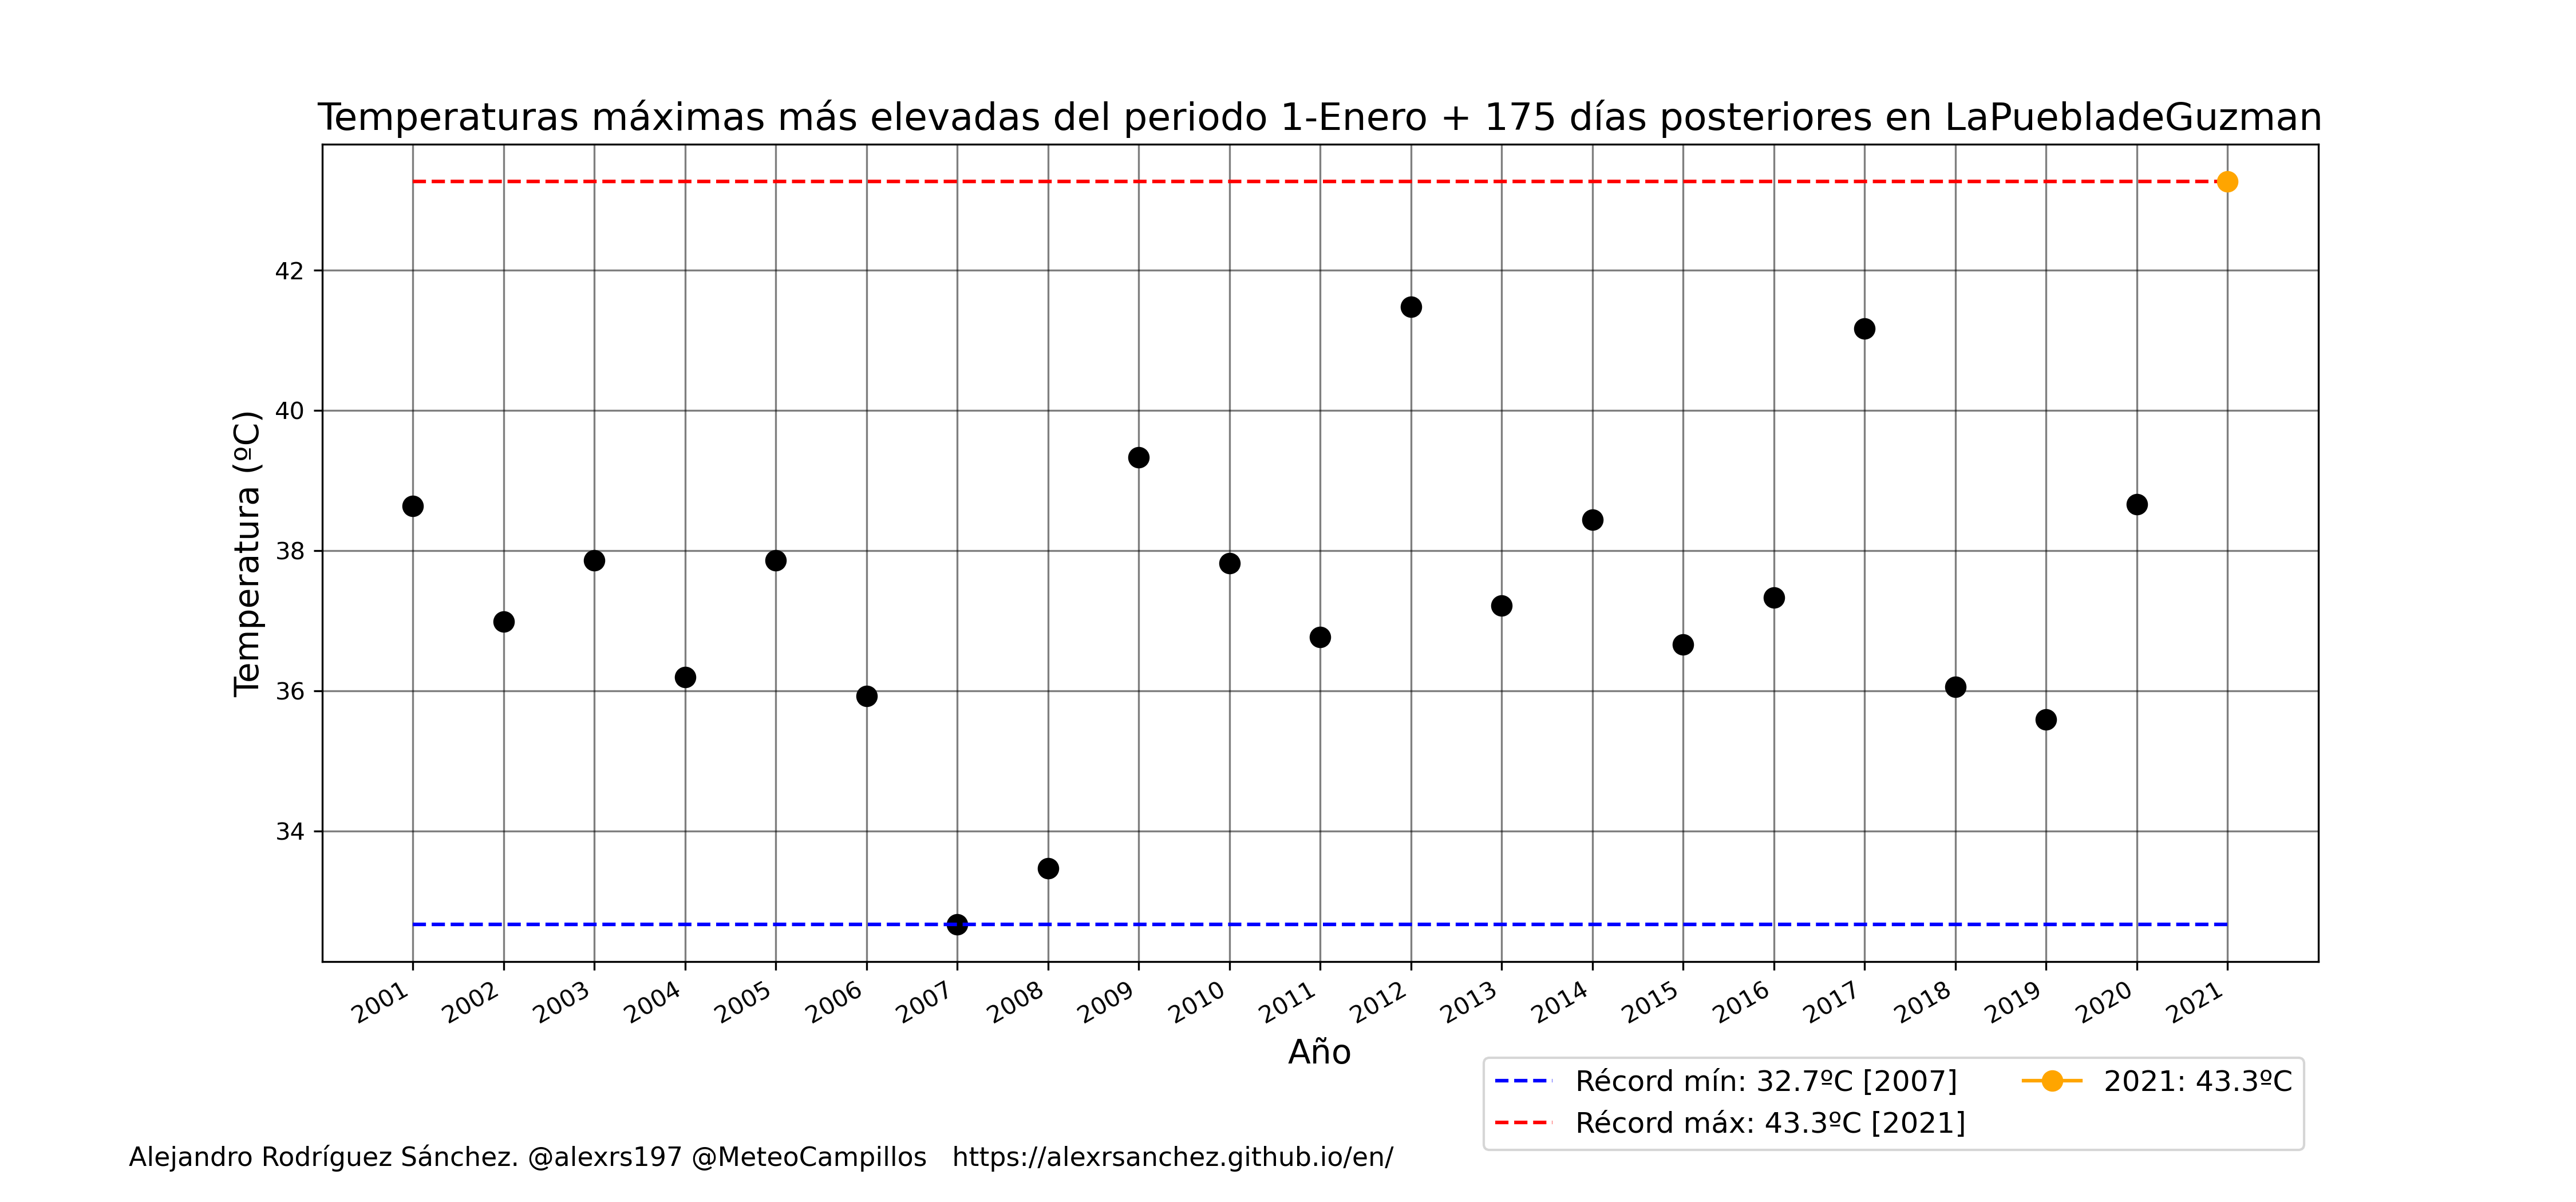 Temperaturas máximas más elevadas del periodo 1-Enero + 175 días posteriores en LaPuebladeGuzman
Temperatura (ºC)
42
40
38
36
34
2001 2002 2003 2004 2005 2006 2007 2008 2009 2010 2011 2012 2013 2014 2015 2016 2017 2018 2019 2020 2021
Año
Récord mín: 32.7ºC [2007]
Récord máx: 43.3ºC [2021]
2021: 43.3ºC
Alejandro Rodríguez Sánchez. @alexrs197 @MeteoCampillos https://alexrsanchez.github.io/en/